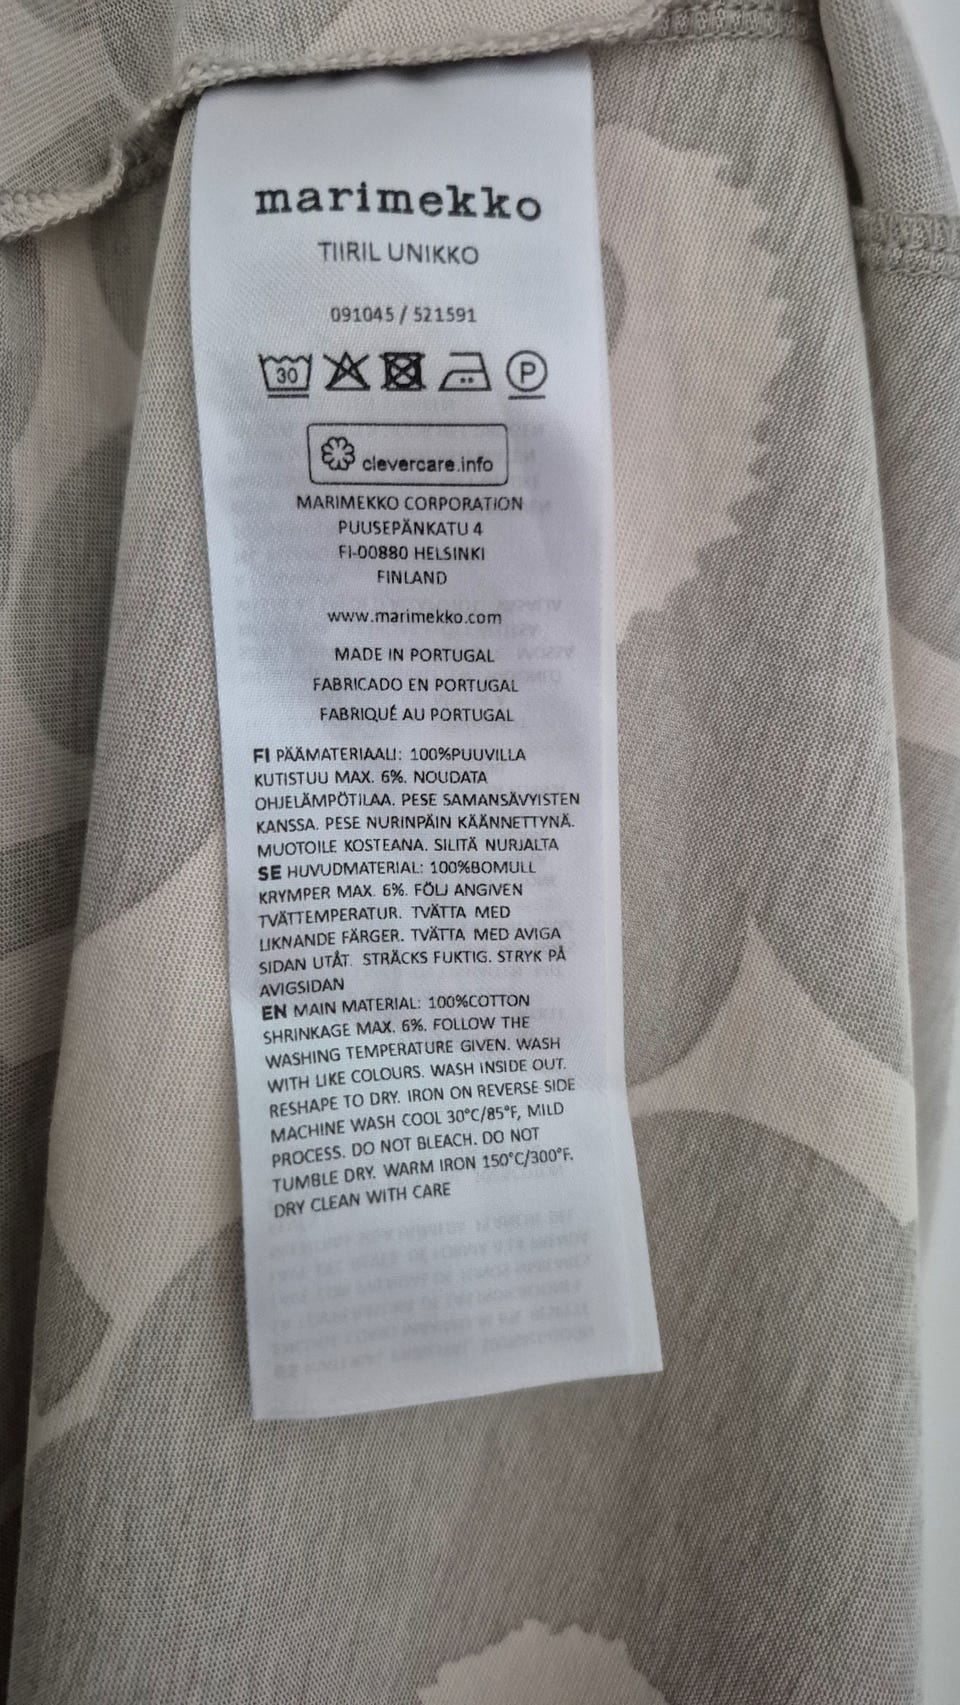 marimekko
TIIRIL UNIKKO
091045 / 521591
30 P
clevercare.info
MARIMEKKO CORPORATION
PUUSEPÄNKATU 4
FI-00880 HELSINKI
FINLAND
www.marimekko.com
MADE IN PORTUGAL
FABRICADO EN PORTUGAL
FABRIQUÉ AU PORTUGAL
FI PÄÄMATERIAALI: 100%PUUVILLA
KUTISTUU MAX. 6%. NOUDATA
OHJELÄMPÖTILAA. PESE SAMANSÄVYISTEN
KANSSA. PESE NURINPÄIN KÄÄNNETTYNÄ.
MUOTOILE KOSTEANA. SILITÄ NURJALTA
SE HUVUDMATERIAL: 100%BOMULL
KRYMPER MAX. 6%. FÖLJ ANGIVEN
TVÄTTEMPERATUR. TVÄTTA MED
LIKNANDE FÄRGER. TVÄTTA MED AVIGA
SIDAN UTÅT. STRÄCKS FUKTIG. STRYK PÅ
AVIGSIDAN
EN MAIN MATERIAL: 100%COTTON
SHRINKAGE MAX. 6%. FOLLOW THE
WASHING TEMPERATURE GIVEN. WASH
WITH LIKE COLOURS. WASH INSIDE OUT.
RESHAPE TO DRY. IRON ON REVERSE SIDE
MACHINE WASH COOL 30°C/85°F, MILD
PROCESS. DO NOT BLEACH. DO NOT
TUMBLE DRY. WARM IRON 150°C/300°F.
DRY CLEAN WITH CARE